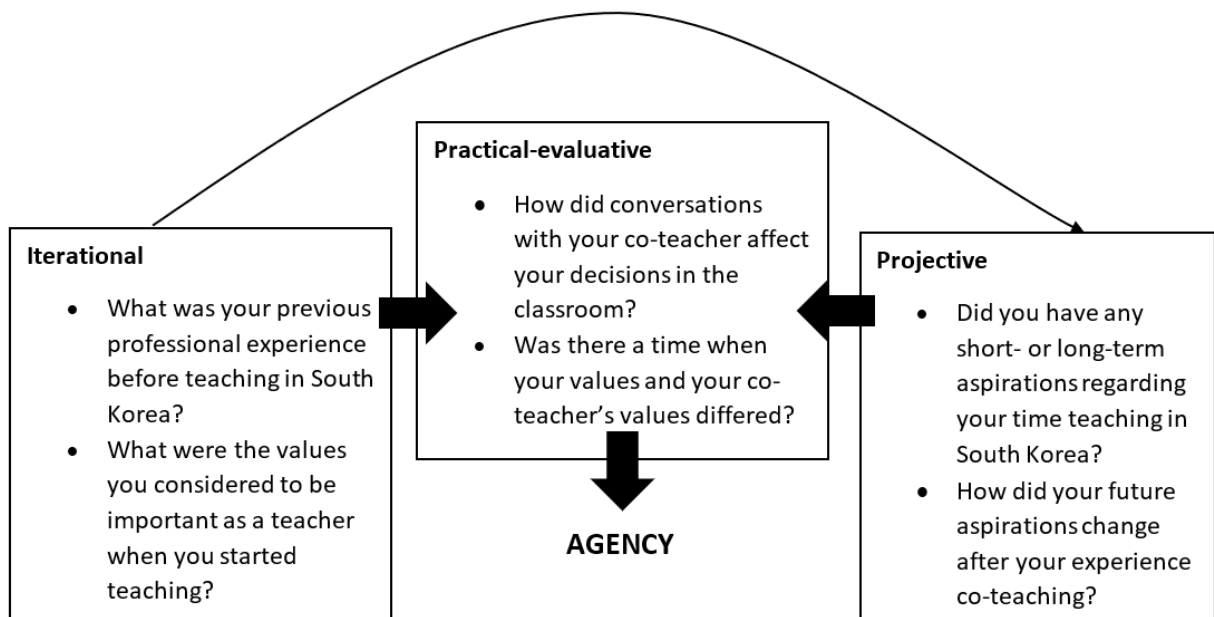 Iterational
• What was your previous
professional experience
before teaching in South
Korea?
• What were the values
you considered to be
important as a teacher
when you started
teaching?
Practical-evaluative
• How did conversations
with your co-teacher affect
your decisions in the
classroom?
• Was there a time when
your values and your co-
teacher’s values differed?
AGENCY
Projective
• Did you have any
short- or long-term
aspirations regarding
your time teaching in
South Korea?
• How did your future
aspirations change
after your experience
co-teaching?